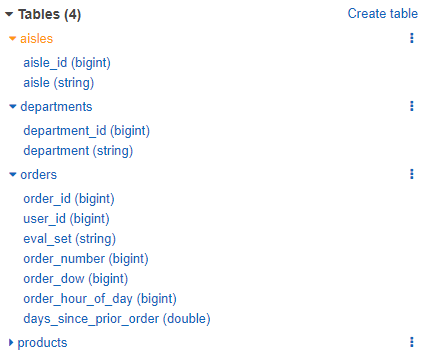 Tables (4) Create table
aisles
aisle_id (bigint)
aisle (string)
departments
department_id (bigint)
department (string)
orders
order_id (bigint)
user_id (bigint)
eval_set (string)
order_number (bigint)
order_dow (bigint)
order_hour_of_day (bigint)
days_since_prior_order (double)
products